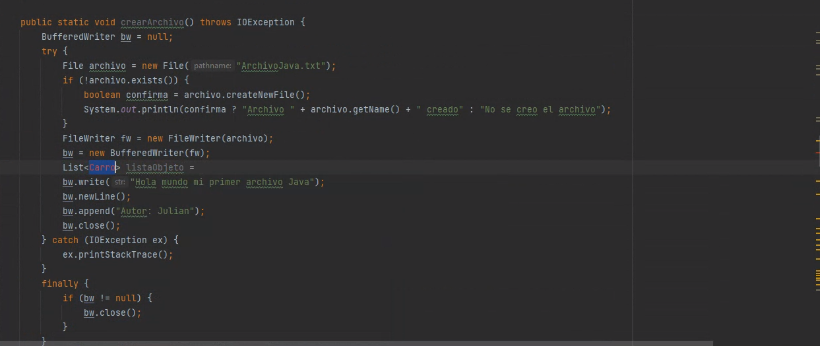 public static void crearArchivo() throws IOException {
BufferedWriter bw = null;
try {
File archivo = new File( pathname: "ArchivoJava.txt");
if (!archivo.exists()) {
boolean confirma = archivo.createNewFile();
System.out.println(confirma ? "Archivo " + archivo.getName() + " creado" : "No se creo el archivo");
}
FileWriter fw = new FileWriter(archivo);
bw = new BufferedWriter(fw);
List<Carro> listaObjeto =
bw.write( str: "Hola mundo mi primer archivo Java");
bw.newLine();
bw.append("Autor: Julian");
bw.close();
} catch (IOException ex) {
ex.printStackTrace();
}
finally {
if (bw != null) {
bw.close();
}
}